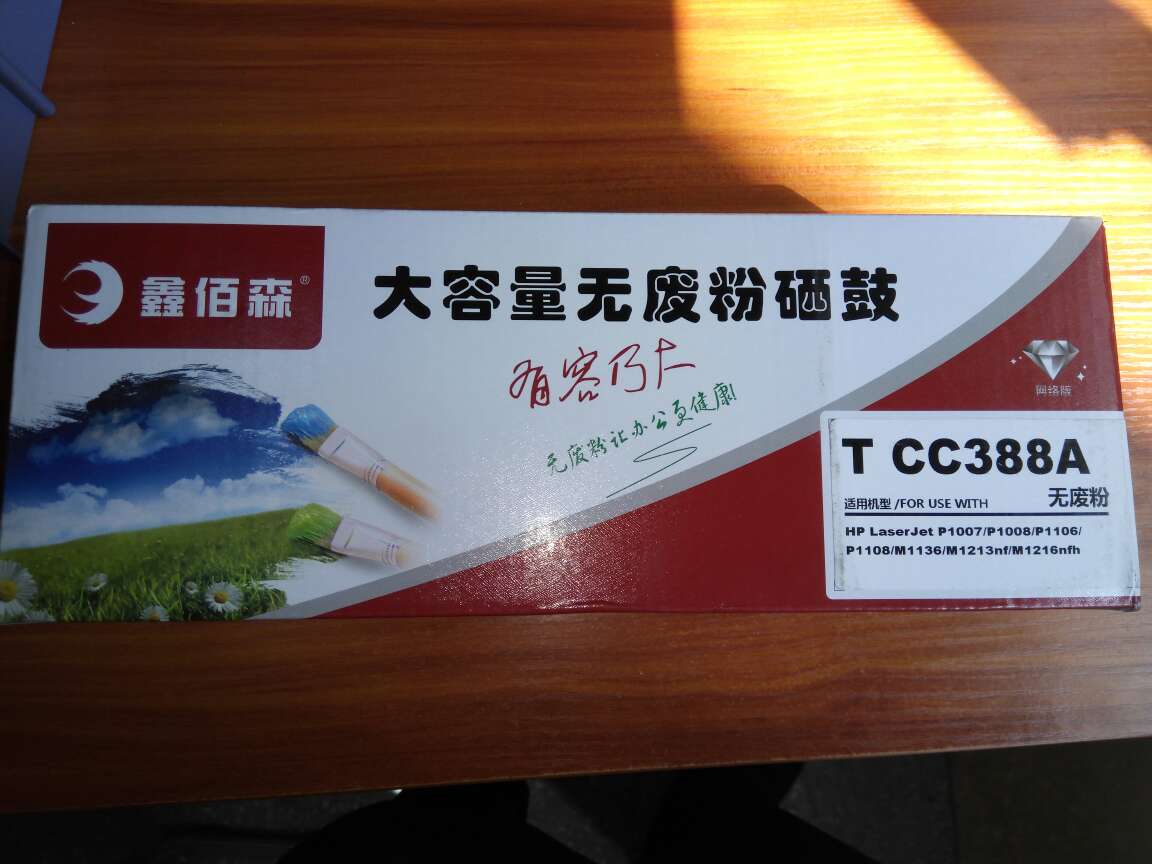 鑫佰森®
大容量无废粉硒鼓
有容乃大
无废粉让办公更健康
网络版
T CC388A
无废粉
适用机型 /FOR USE WITH
HP LaserJet P1007/P1008/P1106/
P1108/M1136/M1213nf/M1216nfh